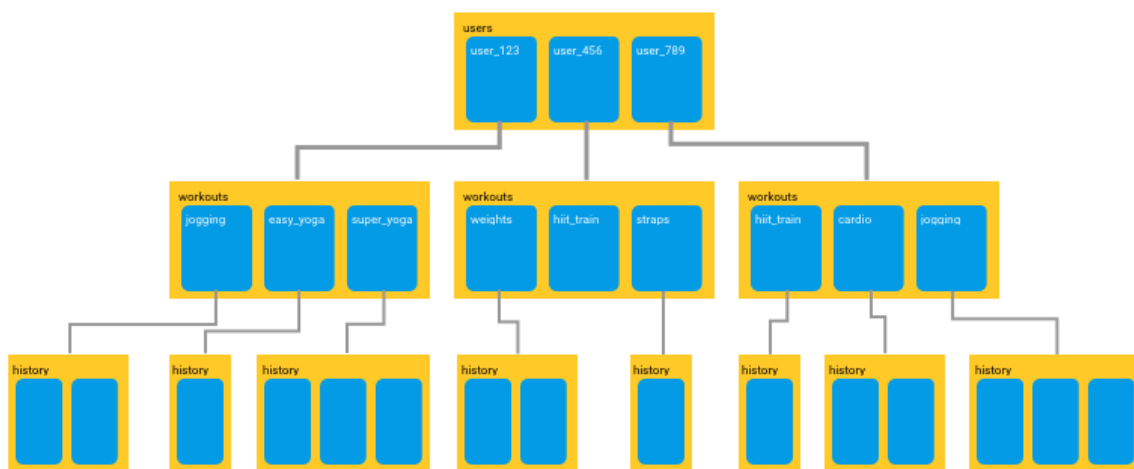 users
user_123 user_456 user_789
workouts workouts workouts
jogging easy_yoga super_yoga weights hiit_train straps hiit_train cardio jogging
history history history history history history history history